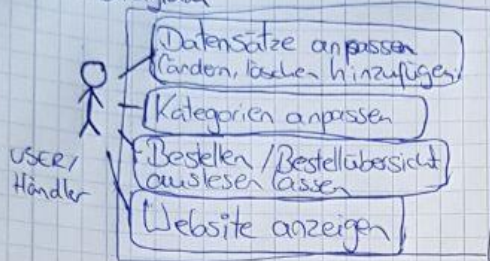 Datensätze anpassen
(ändern, löschen hinzufügen)
Kategorien anpassen
USER/
Händler
Bestellen / Bestellübersicht
auslesen lassen
Website anzeigen